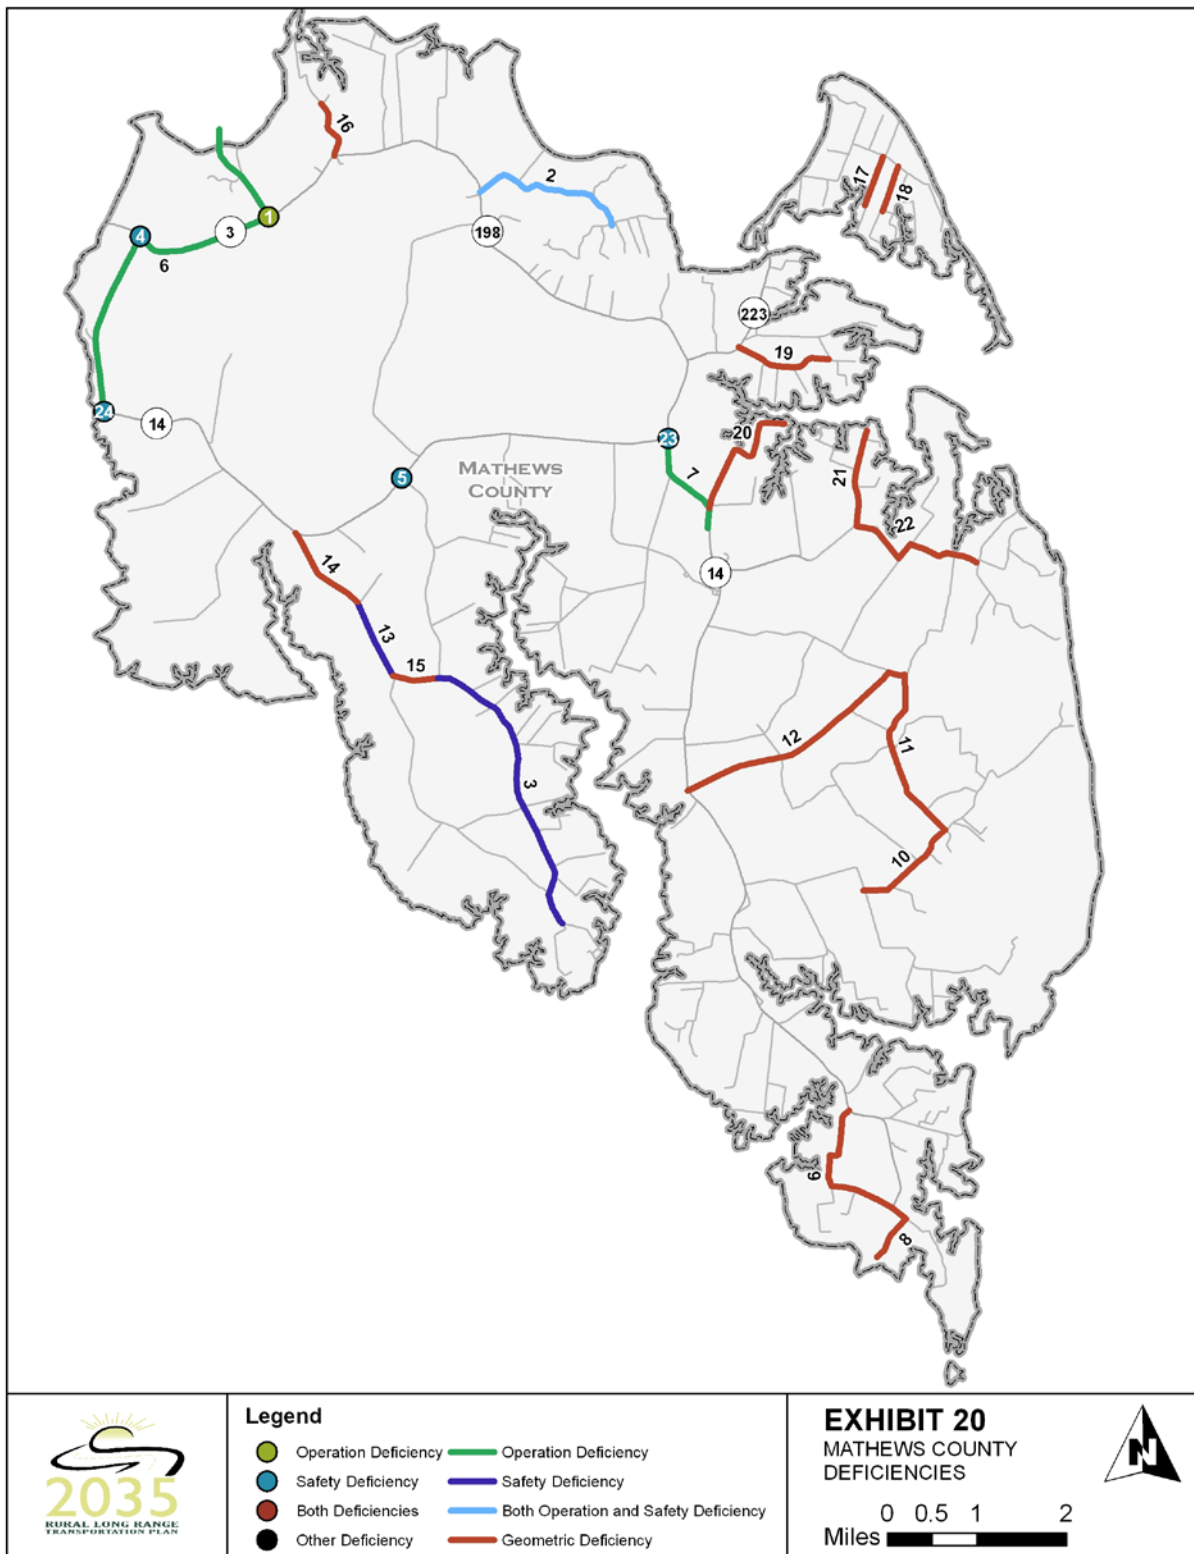 16
17
18
2
1
3
198
4
6
223
19
24
14
20
23
7
21
5
MATHEWS
COUNTY
22
14
14
13
15
12
11
3
10
9
8
Legend
Operation Deficiency
Operation Deficiency
Safety Deficiency
Safety Deficiency
Both Deficiencies
Both Operation and Safety Deficiency
Other Deficiency
Geometric Deficiency
2035
RURAL LONG RANGE
TRANSPORTATION PLAN
EXHIBIT 20
MATHEWS COUNTY
DEFICIENCIES
N
0 0.5 1 2
Miles